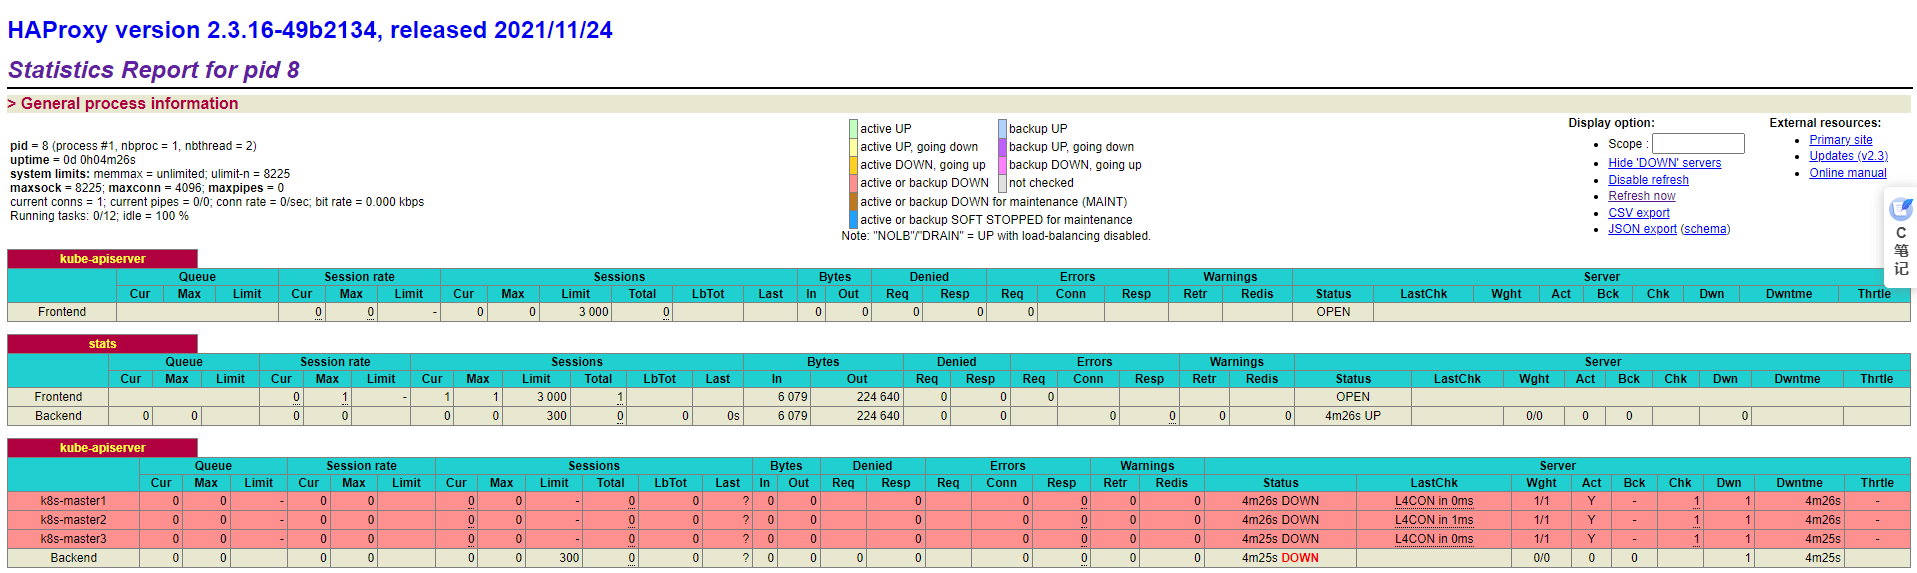 HAProxy version 2.3.16-49b2134, released 2021/11/24
Statistics Report for pid 8
> General process information
pid = 8 (process #1, nbproc = 1, nbthread = 2)
uptime = 0d 0h04m26s
system limits: memmax = unlimited; ulimit-n = 8225
maxsock = 8225; maxconn = 4096; maxpipes = 0
current conns = 1; current pipes = 0/0; conn rate = 0/sec; bit rate = 0.000 kbps
Running tasks: 0/12; idle = 100 %
active UP backup UP
active UP, going down backup UP, going down
active DOWN, going up backup DOWN, going up
active or backup DOWN not checked
active or backup DOWN for maintenance (MAINT)
active or backup SOFT STOPPED for maintenance
Note: "NOLB"/"DRAIN" = UP with load-balancing disabled.
Display option:
Scope :
Hide 'DOWN' servers
Disable refresh
Refresh now
CSV export
JSON export (schema)
External resources:
Primary site
Updates (v2.3)
Online manual
C
笔
记
kube-apiserver
Queue Session rate Sessions Bytes Denied Errors Warnings Server
Cur Max Limit Cur Max Limit Cur Max Limit Total LbTot Last In Out Req Resp Req Conn Resp Retr Redis Status LastChk Wght Act Bck Chk Dwn Dwntme Thrtle
Frontend 0 0 - 0 0 3 000 0 0 0 0 0 0 OPEN
stats
Queue Session rate Sessions Bytes Denied Errors Warnings Server
Cur Max Limit Cur Max Limit Cur Max Limit Total LbTot Last In Out Req Resp Req Conn Resp Retr Redis Status LastChk Wght Act Bck Chk Dwn Dwntme Thrtle
Frontend 0 1 - 1 1 3 000 1 6 079 224 640 0 0 0 OPEN
Backend 0 0 0 0 0 0 300 0 0 0s 6 079 224 640 0 0 0 0 0 0 4m26s UP 0/0 0 0 0
kube-apiserver
Queue Session rate Sessions Bytes Denied Errors Warnings Server
Cur Max Limit Cur Max Limit Cur Max Limit Total LbTot Last In Out Req Resp Req Conn Resp Retr Redis Status LastChk Wght Act Bck Chk Dwn Dwntme Thrtle
k8s-master1 0 0 - 0 0 0 0 - 0 0 ? 0 0 0 0 0 0 0 4m26s DOWN L4CON in 0ms 1/1 Y - 1 1 4m26s -
k8s-master2 0 0 - 0 0 0 0 - 0 0 ? 0 0 0 0 0 0 0 4m26s DOWN L4CON in 1ms 1/1 Y - 1 1 4m26s -
k8s-master3 0 0 - 0 0 0 0 - 0 0 ? 0 0 0 0 0 0 0 4m25s DOWN L4CON in 0ms 1/1 Y - 1 1 4m25s -
Backend 0 0 0 0 0 0 300 0 0 ? 0 0 0 0 0 0 0 0 4m25s DOWN 0/0 0 0 1 4m25s